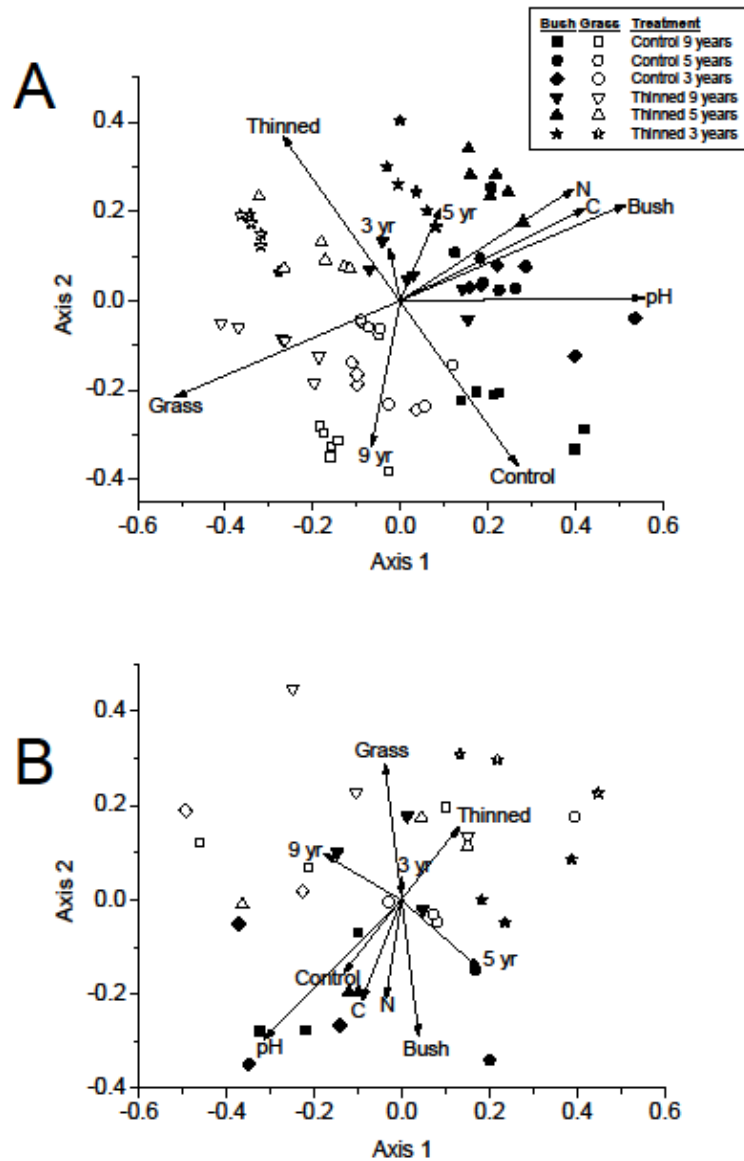 Bush Grass Treatment
Control 9 years
Control 5 years
Control 3 years
Thinned 9 years
Thinned 5 years
Thinned 3 years
A
0.4
Thinned
N
0.2
5 yr
C
Bush
3 yr
Axis 2
0.0
pH
-0.2
Grass
9 yr
Control
-0.4
-0.6 -0.4 -0.2 0.0 0.2 0.4 0.6
Axis 1
B
0.4
Grass
0.2
Thinned
9 yr
3 yr
Axis 2
0.0
5 yr
Control
-0.2
C N
pH
Bush
-0.4
-0.6 -0.4 -0.2 0.0 0.2 0.4 0.6
Axis 1